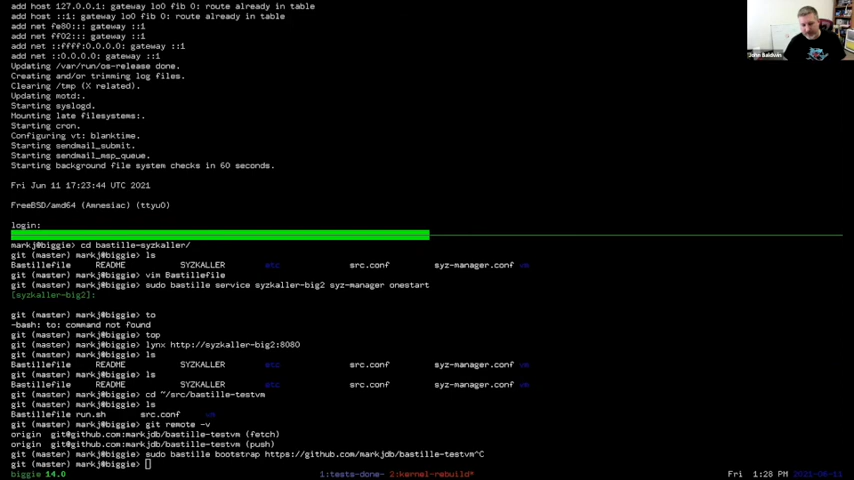 add host 127.0.0.1: gateway lo0 fib 0: route already in table
add host ::1: gateway lo0 fib 0: route already in table
add net fe80::: gateway ::1
add net ff02::: gateway ::1
add net ::ffff:0.0.0.0: gateway ::1
add net ::0.0.0.0: gateway ::1
Updating /var/run/os-release done.
Creating and/or trimming log files.
Clearing /tmp (X related).
Updating motd:.
Starting syslogd.
Mounting late filesystems:.
Starting cron.
Configuring vt: blanktime.
Starting sendmail_submit.
Starting sendmail_msp_queue.
Starting background file system checks in 60 seconds.
Fri Jun 11 17:23:44 UTC 2021
FreeBSD/amd64 (Amnesiac) (ttyu0)
login:
markj@biggie> cd bastille-syzkaller/
git (master) markj@biggie> ls
Bastillefile README SYZKALLER etc src.conf syz-manager.conf vm
git (master) markj@biggie> vim Bastillefile
git (master) markj@biggie> sudo bastille service syzkaller-big2 syz-manager onestart
[syzkaller-big2]:
git (master) markj@biggie> to
-bash: to: command not found
git (master) markj@biggie> top
git (master) markj@biggie> lynx http://syzkaller-big2:8080
git (master) markj@biggie> ls
Bastillefile README SYZKALLER etc src.conf syz-manager.conf vm
git (master) markj@biggie> ls
Bastillefile README SYZKALLER etc src.conf syz-manager.conf vm
git (master) markj@biggie> cd ~/src/bastille-testvm
git (master) markj@biggie> ls
Bastillefile run.sh src.conf vm
git (master) markj@biggie> git remote -v
origin git@github.com:markjdb/bastille-testvm (fetch)
origin git@github.com:markjdb/bastille-testvm (push)
git (master) markj@biggie> sudo bastille bootstrap https://github.com/markjdb/bastille-testvm^C
git (master) markj@biggie>
biggie 14.0 1:tests-done- 2:kernel-rebuild* Fri 1:28 PM 2021-06-11
John Baldwin